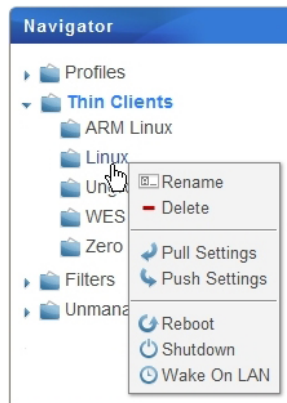 Navigator
Profiles
Thin Clients
ARM Linux
Linux
Rename
Delete
WES
Zero
Pull Settings
Push Settings
Filters
Reboot
Shutdown
Wake On LAN